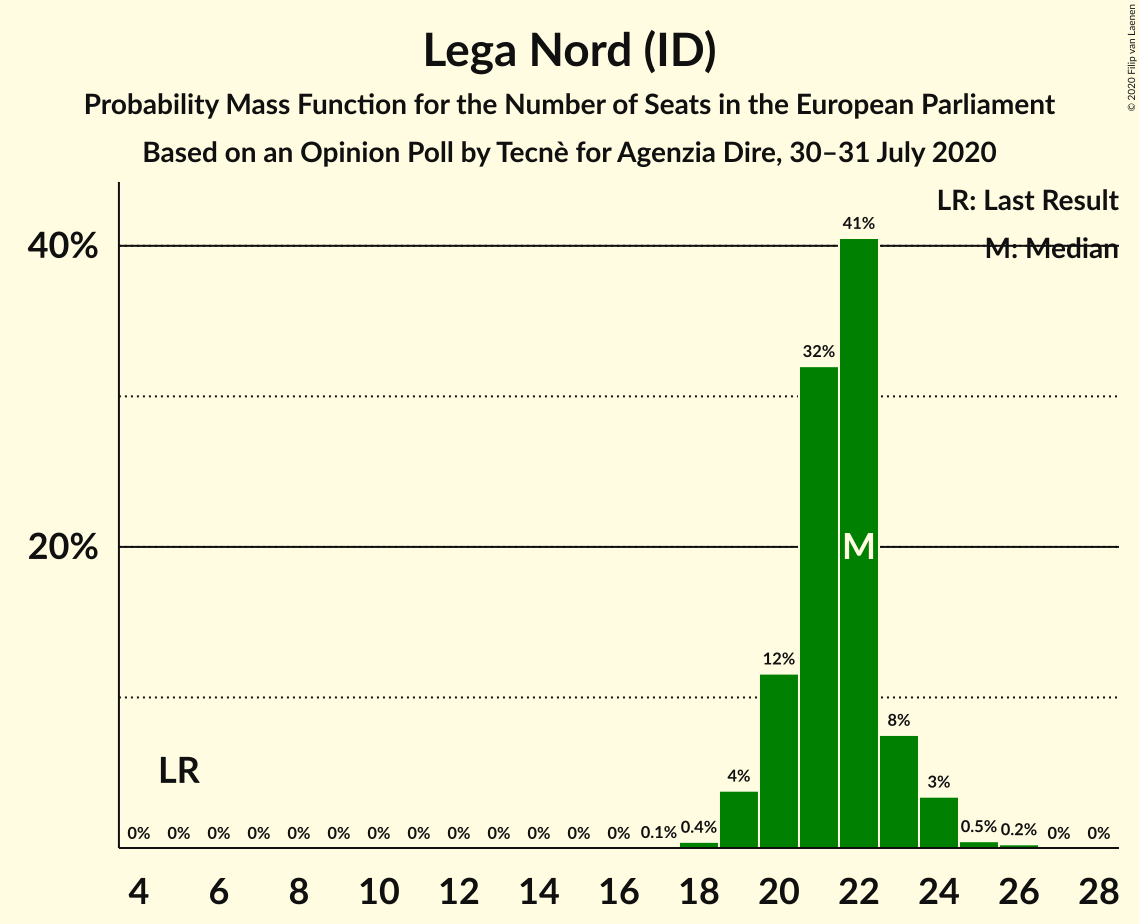 Lega Nord (ID)
Probability Mass Function for the Number of Seats in the European Parliament
Based on an Opinion Poll by Tecnè for Agenzia Dire, 30–31 July 2020
© 2020 Filip van Laenen
LR: Last Result
M: Median
40%
20%
41%
32%
M
12%
8%
LR
4%
3%
0% 0% 0% 0% 0% 0% 0% 0% 0% 0% 0% 0% 0% 0.1% 0.4% 0.5% 0.2% 0% 0%
4 6 8 10 12 14 16 18 20 22 24 26 28